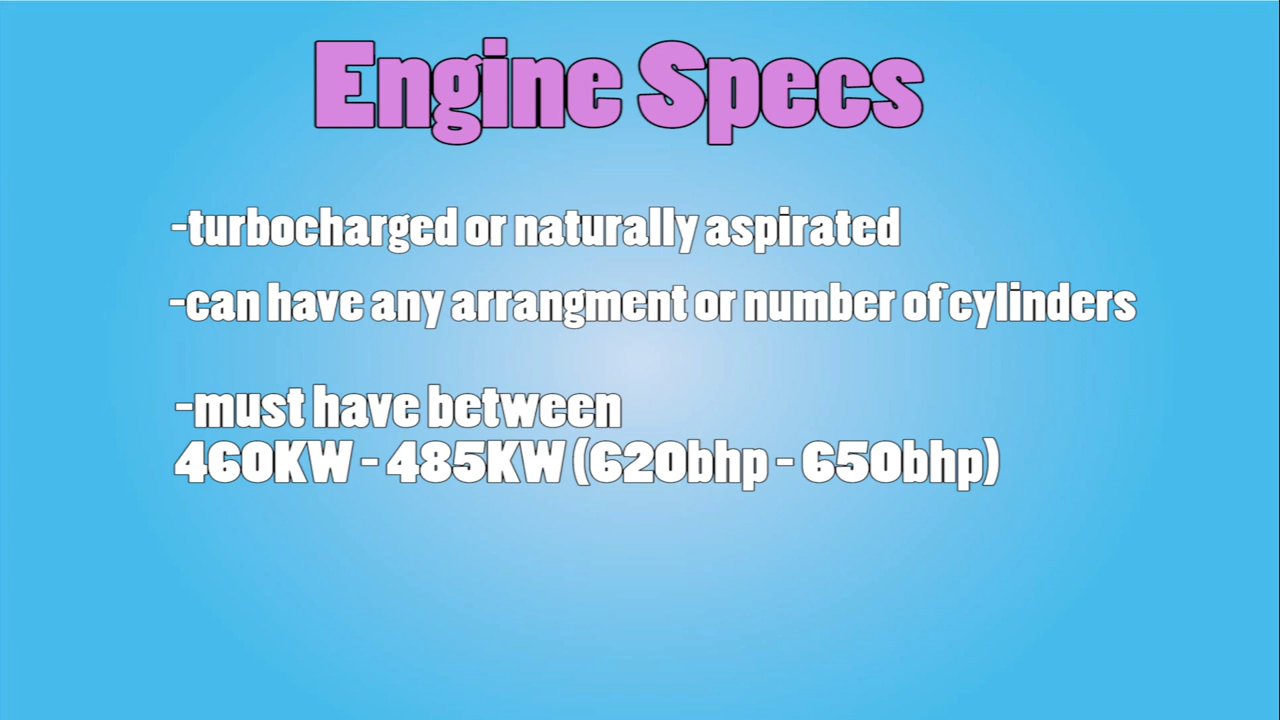 Engine Specs
-turbocharged or naturally aspirated
-can have any arrangment or number of cylinders
-must have between
460KW - 485KW (620bhp - 650bhp)